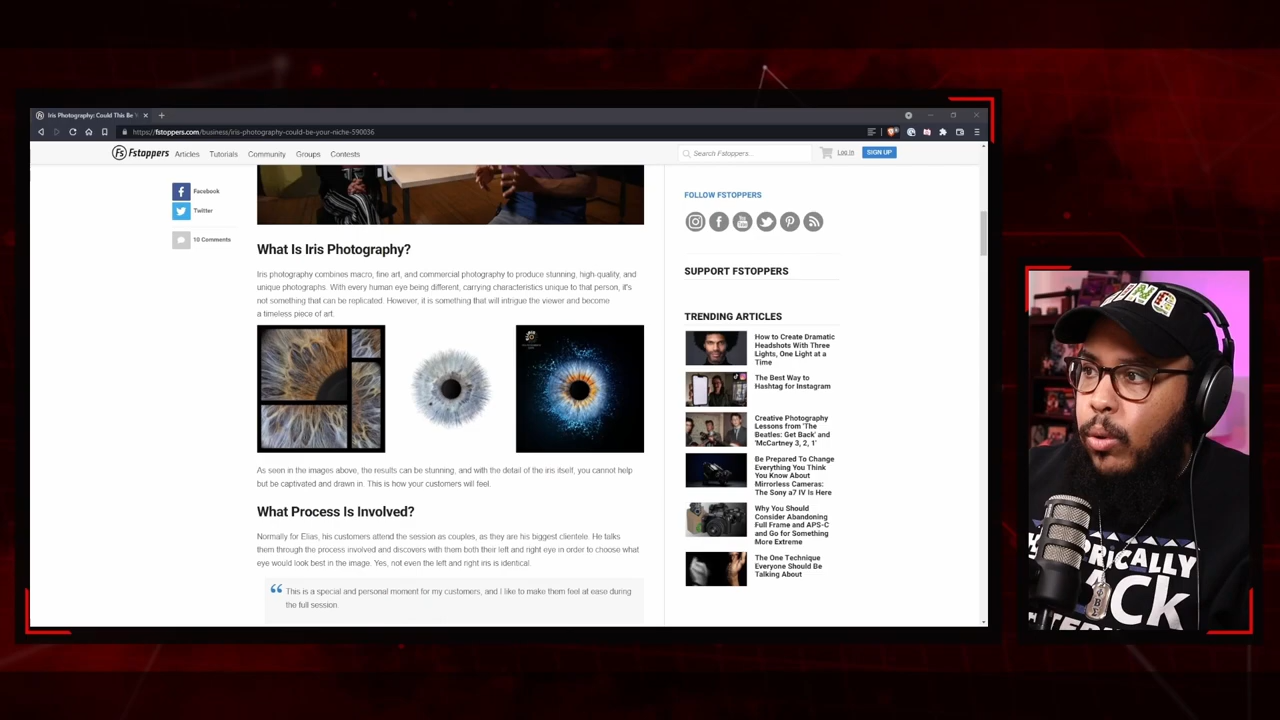 Iris Photography: Could This Be Y
https://fstoppers.com/business/iris-photography-could-be-your-niche-590036
Fs Fstoppers Articles Tutorials Community Groups Contests
Search Fstoppers... Log In SIGN UP
Facebook
Twitter
10 Comments
What Is Iris Photography?
Iris photography combines macro, fine art, and commercial photography to produce stunning, high-quality, and
unique photographs. With every human eye being different, carrying characteristics unique to that person, it's
not something that can be replicated. However, it is something that will intrigue the viewer and become
a timeless piece of art.
As seen in the images above, the results can be stunning, and with the detail of the iris itself, you cannot help
but be captivated and drawn in. This is how your customers will feel.
What Process Is Involved?
Normally for Elias, his customers attend the session as couples, as they are his biggest clientele. He talks
them through the process involved and discovers with them both their left and right eye in order to choose what
eye would look best in the image. Yes, not even the left and right iris is identical.
This is a special and personal moment for my customers, and I like to make them feel at ease during
the full session.
FOLLOW FSTOPPERS
SUPPORT FSTOPPERS
TRENDING ARTICLES
How to Create Dramatic
Headshots With Three
Lights, One Light at a
Time
The Best Way to
Hashtag for Instagram
Creative Photography
Lessons from 'The
Beatles: Get Back' and
'McCartney 3, 2, 1'
Be Prepared To Change
Everything You Think
You Know About
Mirrorless Cameras:
The Sony a7 IV Is Here
Why You Should
Consider Abandoning
Full Frame and APS-C
and Go for Something
More Extreme
The One Technique
Everyone Should Be
Talking About